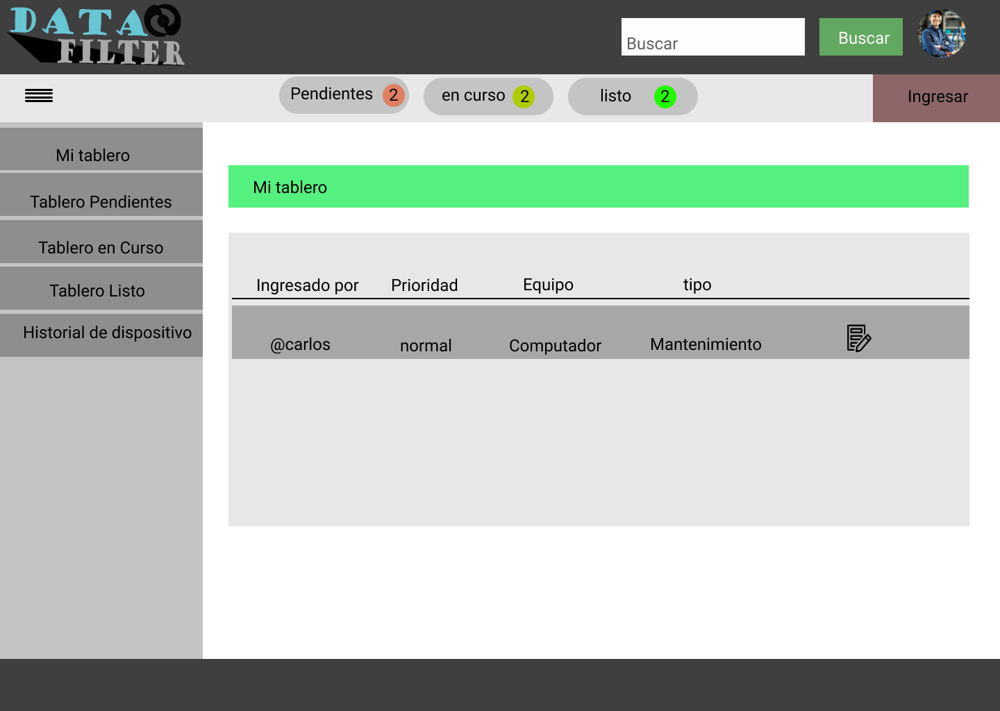 DATA
FILTER
Buscar
Buscar
Pendientes 2
en curso 2
listo 2
Ingresar
Mi tablero
Tablero Pendientes
Tablero en Curso
Tablero Listo
Historial de dispositivo
Mi tablero
Ingresado por Prioridad Equipo tipo
@carlos normal Computador Mantenimiento